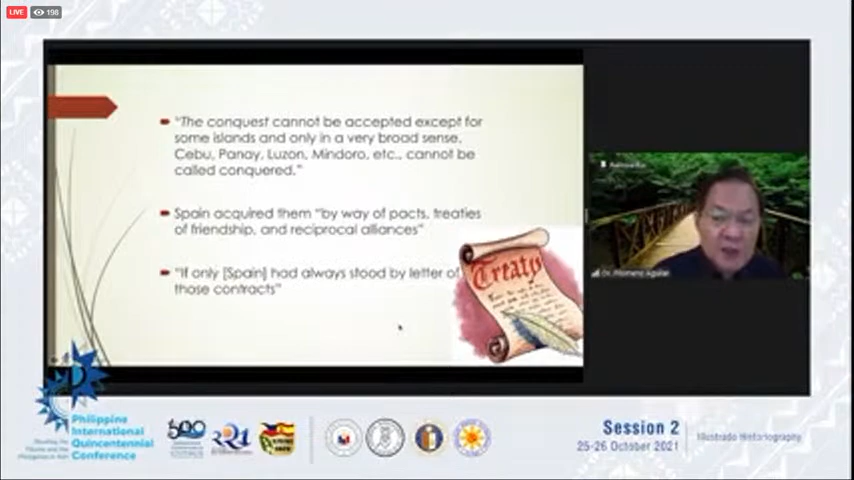 LIVE 198
"The conquest cannot be accepted except for
some islands and only in a very broad sense.
Cebu, Panay, Luzon, Mindoro, etc., cannot be
called conquered."
Spain acquired them "by way of pacts, treaties
of friendship, and reciprocal alliances"
"If only [Spain] had always stood by letter of
those contracts"
Treaty
Dr. Filomeno Aguilar
Philippine
International
Quincentennial
Conference
500
Session 2
25-26 October 2021
Ilustrado Historiography